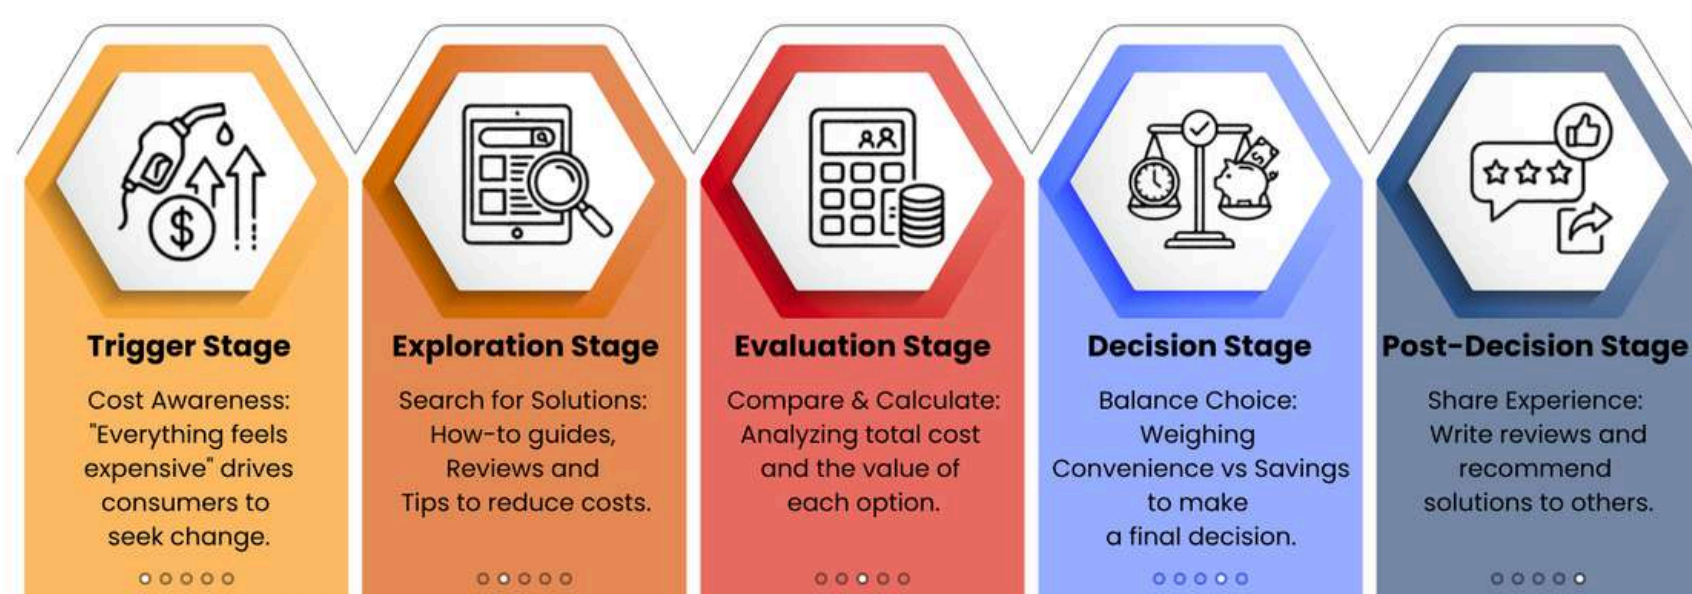 Trigger Stage
Cost Awareness:
"Everything feels
expensive" drives
consumers to
seek change.
Exploration Stage
Search for Solutions:
How-to guides,
Reviews and
Tips to reduce costs.
Evaluation Stage
Compare & Calculate:
Analyzing total cost
and the value of
each option.
Decision Stage
Balance Choice:
Weighing
Convenience vs Savings
to make
a final decision.
Post-Decision Stage
Share Experience:
Write reviews and
recommend
solutions to others.